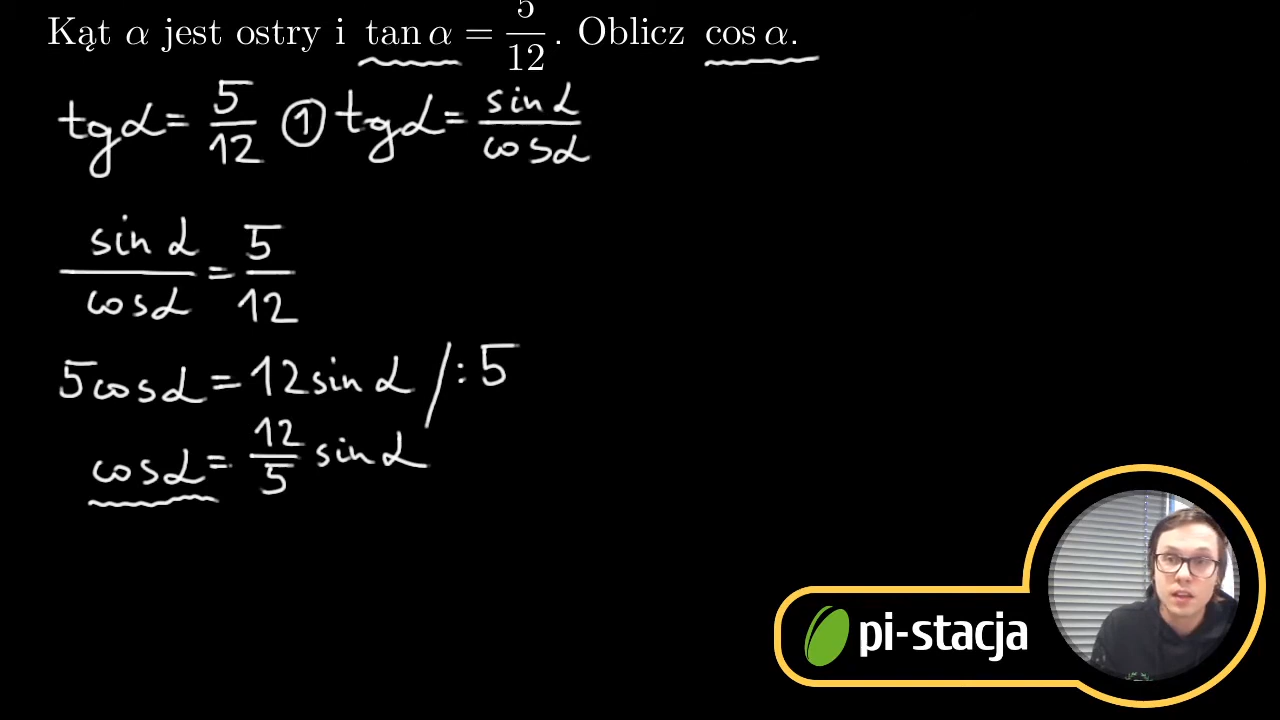 Kąt α jest ostry i tan α = 5/12. Oblicz cos α.
tgα = 5/12 ① tgα = sinα/cosα
sinα/cosα = 5/12
5cosα = 12sinα /:5
cosα = 12/5 sinα
pi-stacja